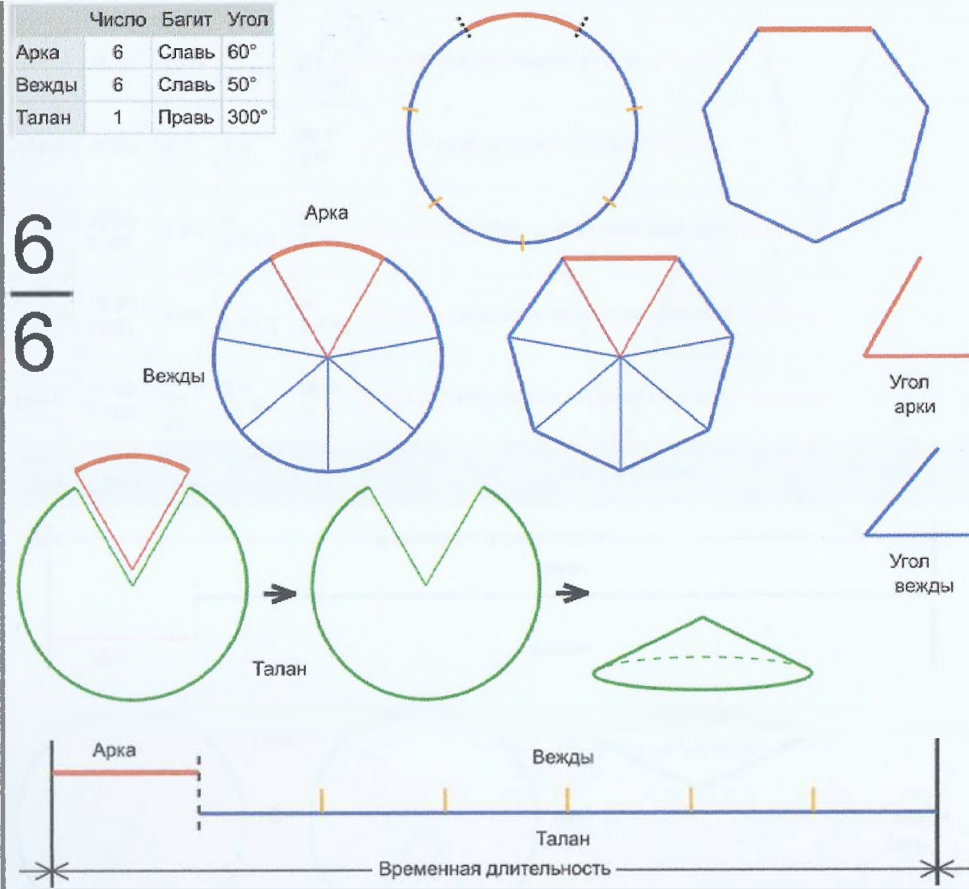 Число Багит Угол
Арка 6 Славь 60°
Вежды 6 Славь 50°
Талан 1 Правь 300°
6
6
Арка
Вежды
Угол
арки
Угол
вежды
Талан
Арка
Вежды
Талан
Временная длительность